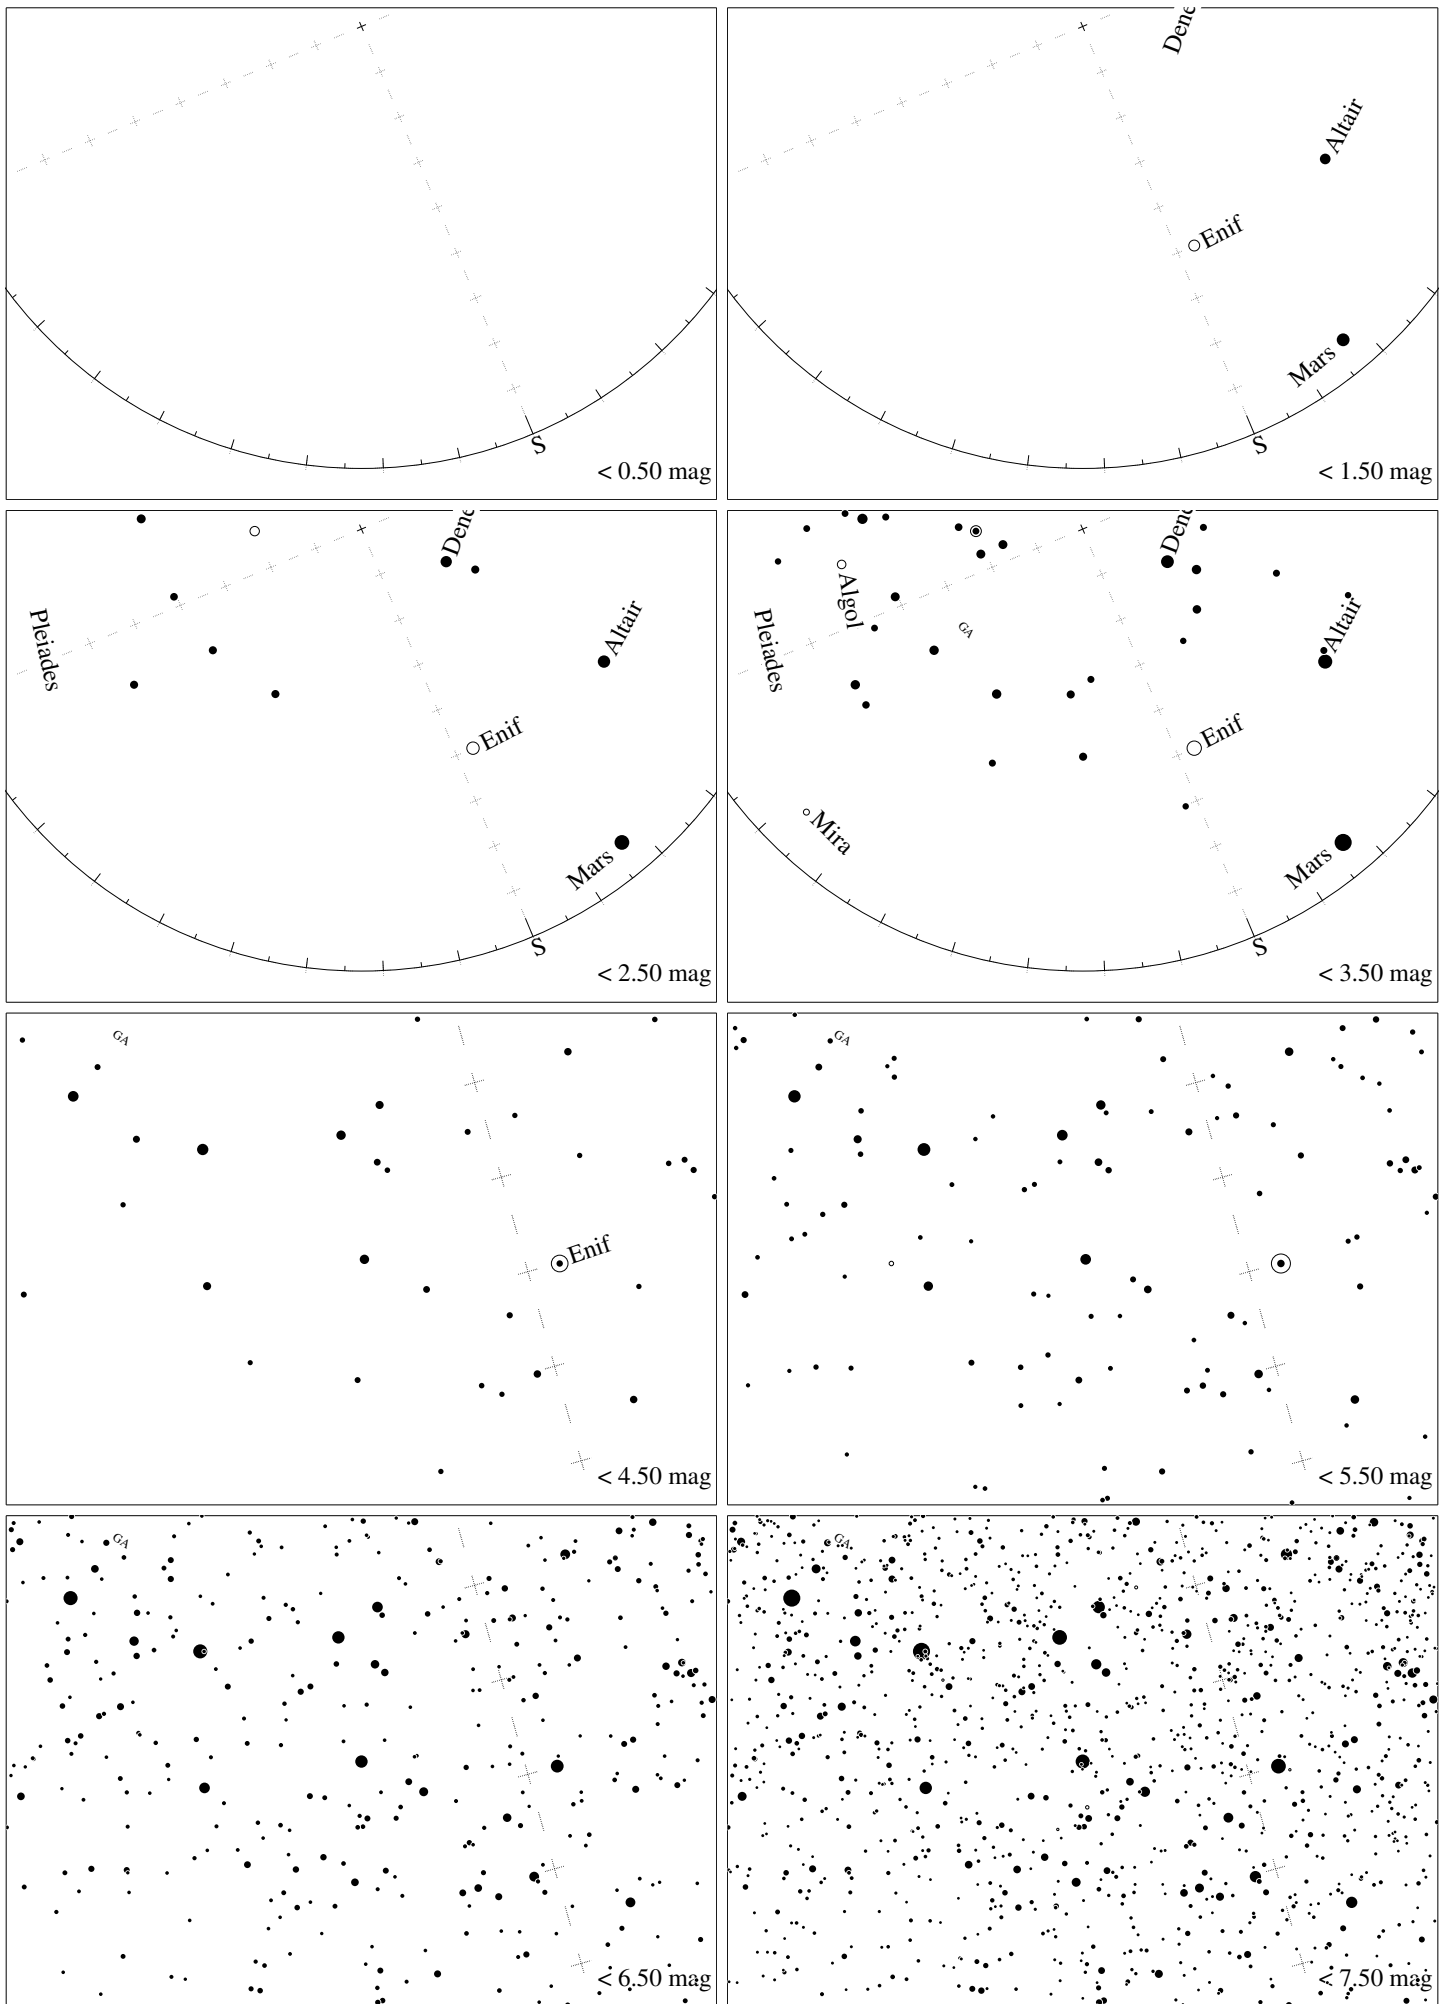 S
< 0.50 mag
Dene
Altair
Enif
Mars
S
< 1.50 mag
Dene
Pleiades
Altair
Enif
Mars
S
< 2.50 mag
Dene
Algol
Pleiades
GA
Altair
Enif
Mira
Mars
S
< 3.50 mag
GA
Enif
< 4.50 mag
GA
< 5.50 mag
GA
< 6.50 mag
GA
< 7.50 mag